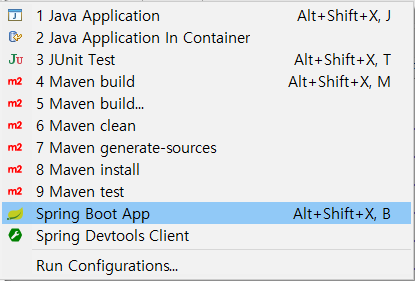 1 Java Application Alt+Shift+X, J
2 Java Application In Container
Ju 3 JUnit Test Alt+Shift+X, T
m2 4 Maven build Alt+Shift+X, M
m2 5 Maven build...
m2 6 Maven clean
m2 7 Maven generate-sources
m2 8 Maven install
m2 9 Maven test
Spring Boot App Alt+Shift+X, B
Spring Devtools Client
Run Configurations...